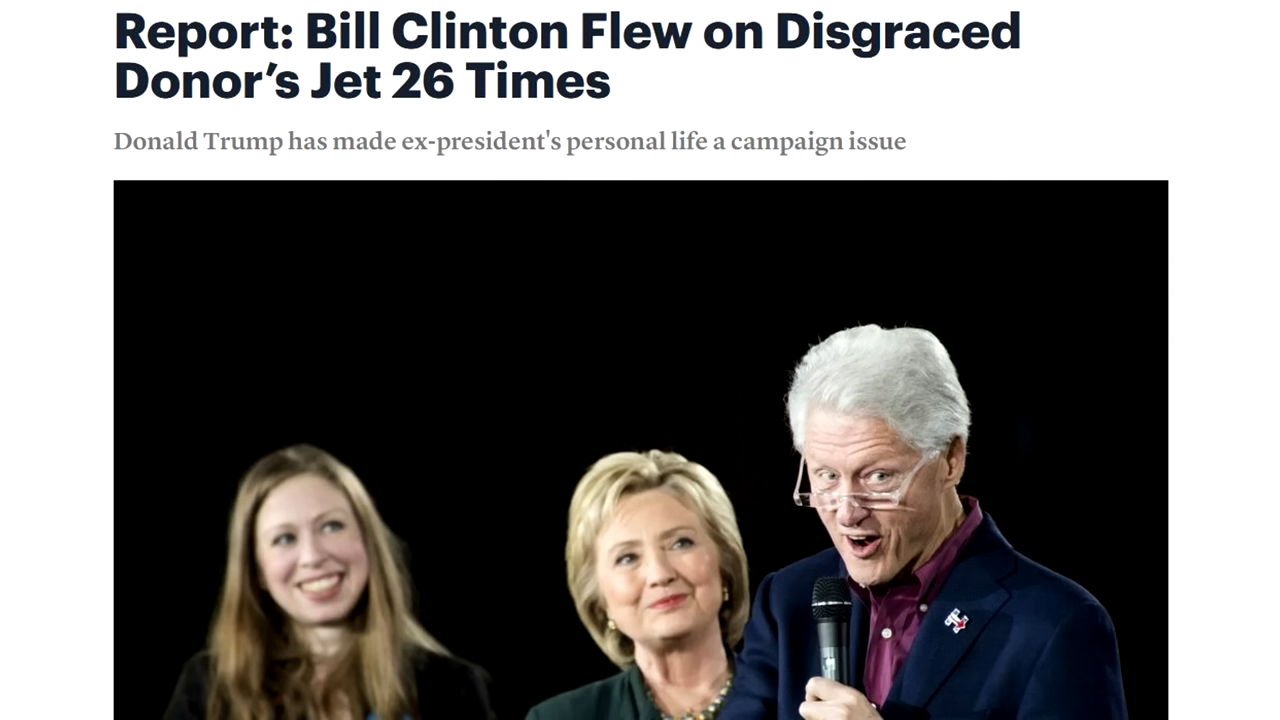 Report: Bill Clinton Flew on Disgraced
Donor’s Jet 26 Times
Donald Trump has made ex-president's personal life a campaign issue